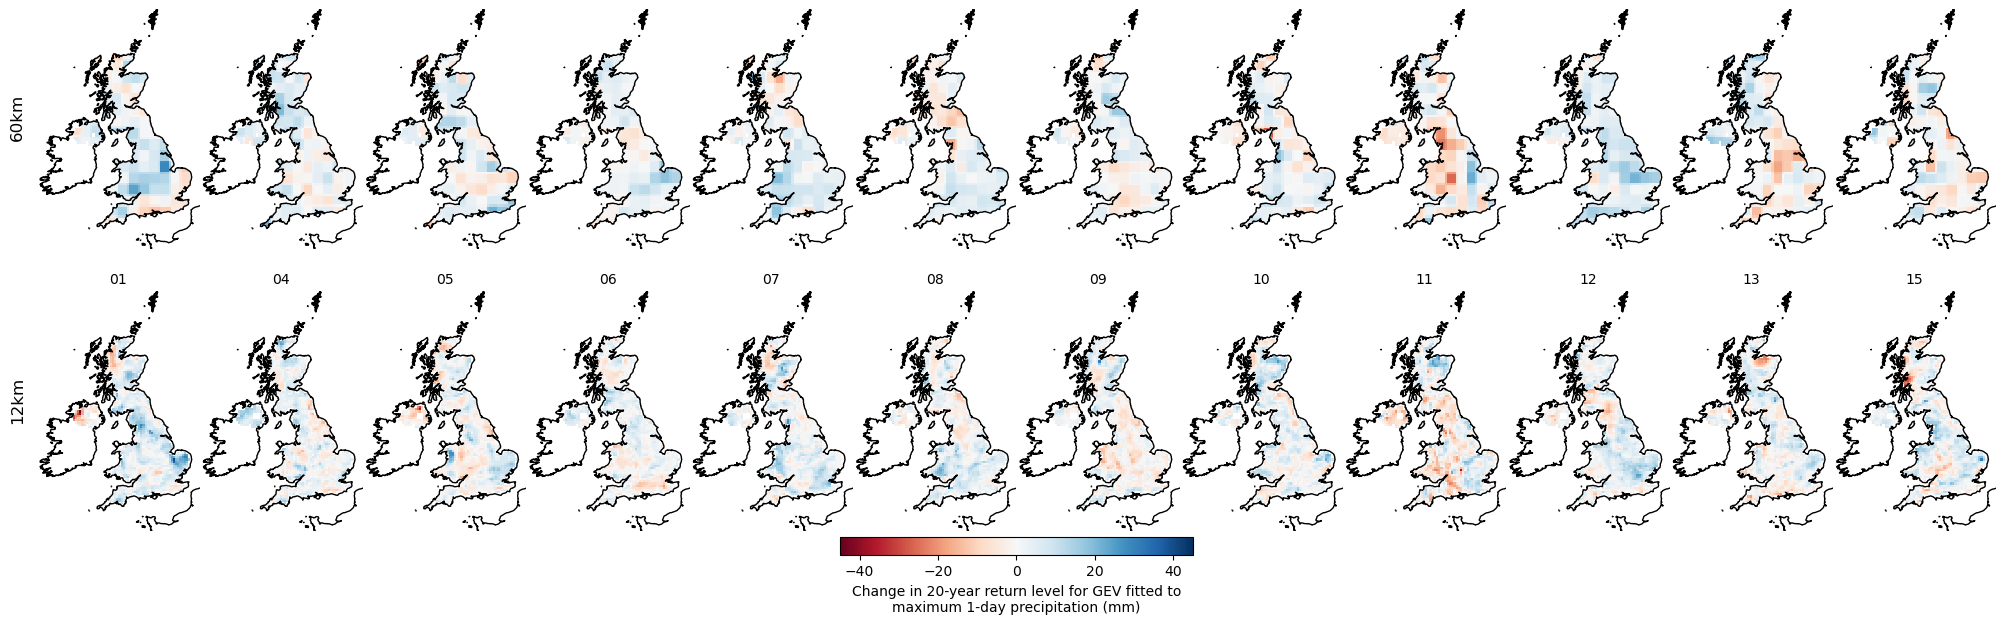 60km
01 04 05 06 07 08 09 10 11 12 13 15
12km
−40 −20 0 20 40
Change in 20-year return level for GEV fitted to
maximum 1-day precipitation (mm)